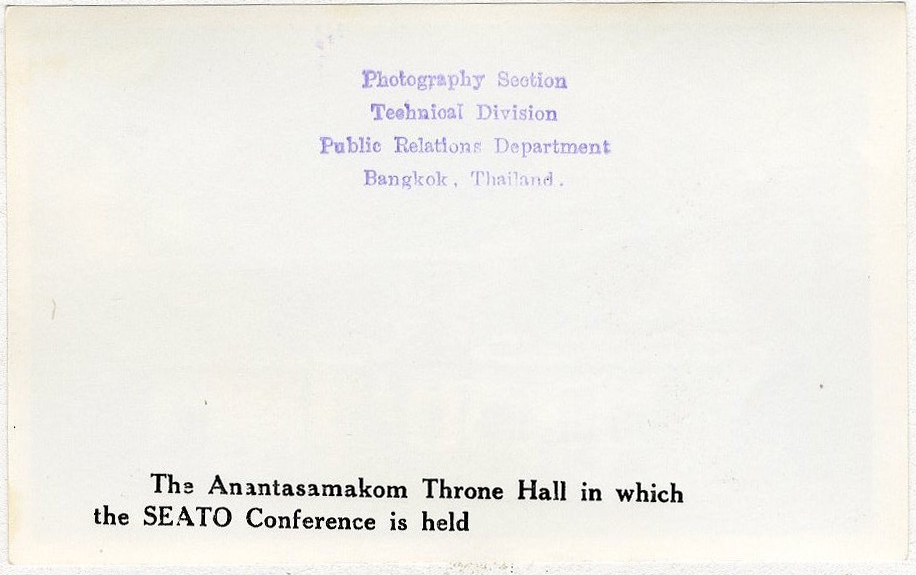 Photography Section
Technical Division
Public Relations Department
Bangkok, Thailand.
The Anantasamakom Throne Hall in which
the SEATO Conference is held